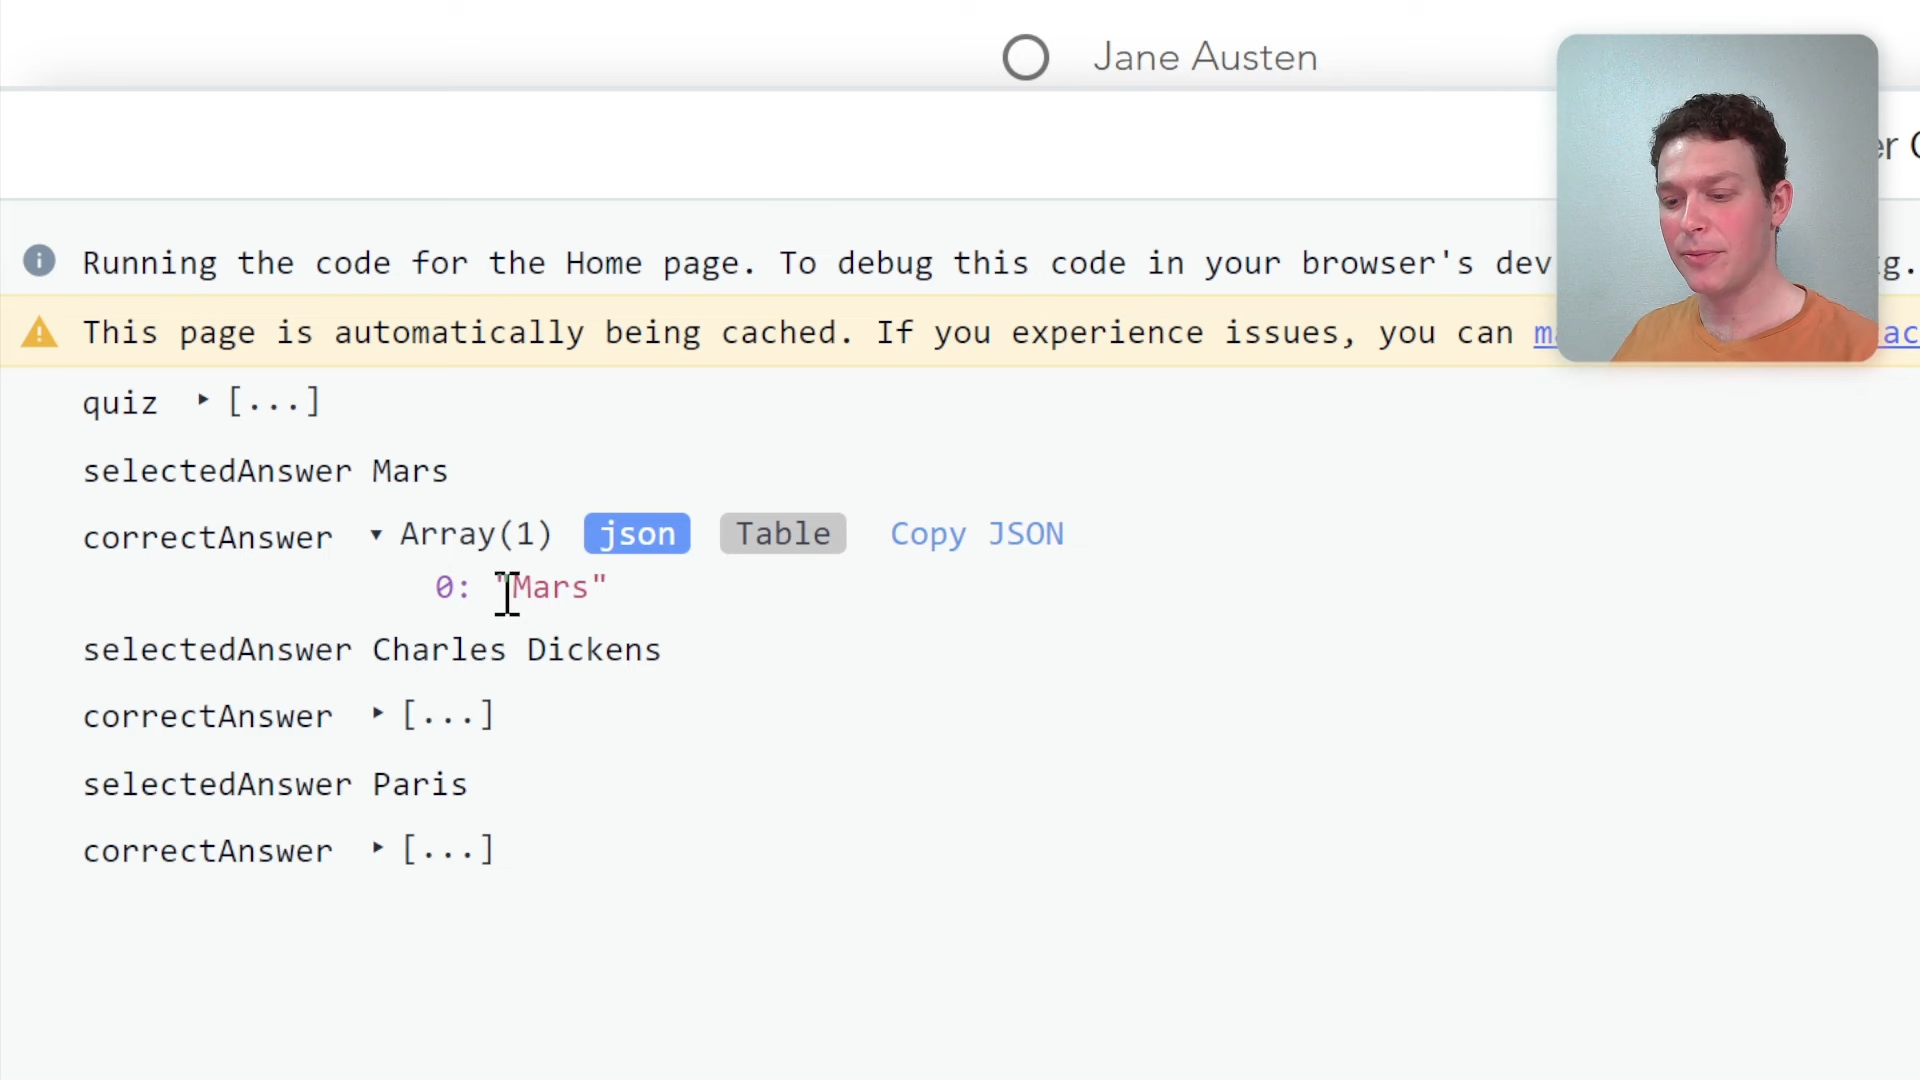 Jane Austen
er
Running the code for the Home page. To debug this code in your browser's dev g.
This page is automatically being cached. If you experience issues, you can m ac
quiz ▸ [...]
selectedAnswer Mars
correctAnswer ▾ Array(1) json Table Copy JSON
0: "Mars"
selectedAnswer Charles Dickens
correctAnswer ▸ [...]
selectedAnswer Paris
correctAnswer ▸ [...]